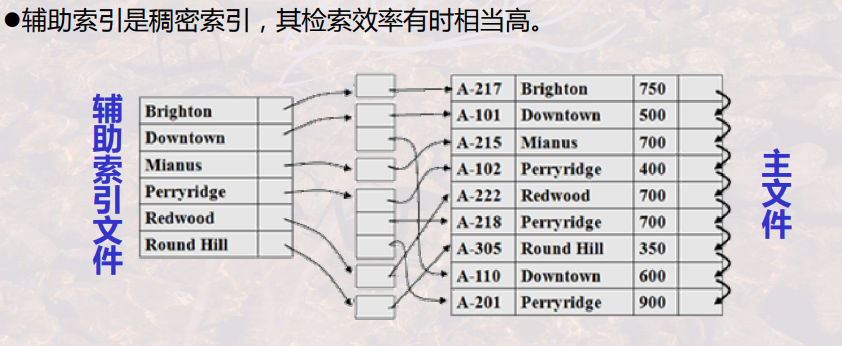 ●辅助索引是稠密索引，其检索效率有时相当高。
辅助索引文件
Brighton
Downtown
Mianus
Perryridge
Redwood
Round Hill
A-217 Brighton 750
A-101 Downtown 500
A-215 Mianus 700
A-102 Perryridge 400
A-222 Redwood 700
A-218 Perryridge 700
A-305 Round Hill 350
A-110 Downtown 600
A-201 Perryridge 900
主文件